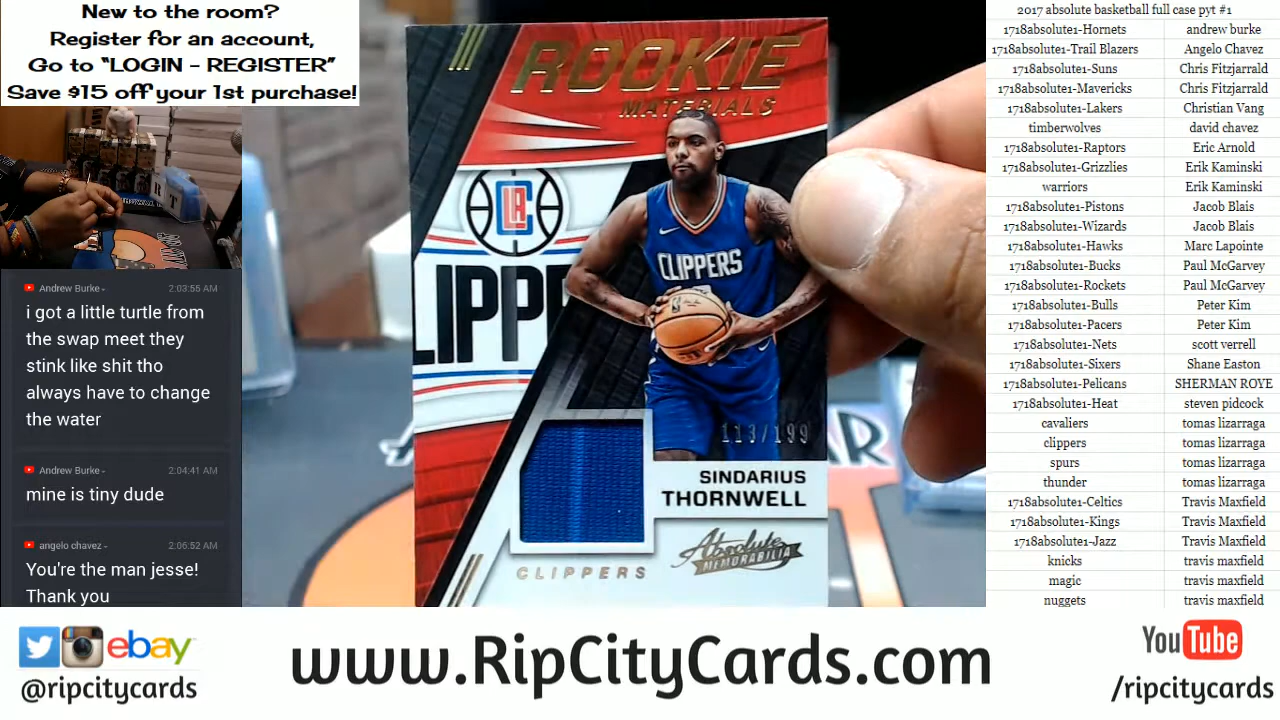 New to the room?
Register for an account,
Go to “LOGIN - REGISTER”
Save $15 off your 1st purchase!
Andrew Burke
2:03:55 AM
i got a little turtle from
the swap meet they
stink like shit tho
always have to change
the water
Andrew Burke
2:04:41 AM
mine is tiny dude
angelo chavez
2:06:52 AM
You're the man jesse!
Thank you
ROOKIE
MATERIALS
LAC
LIPP
CLIPPERS
113/199
SINDARIUS
THORNWELL
CLIPPERS
Absolute
MEMORABILIA
2017 absolute basketball full case pyt #1
1718absolute1-Hornets andrew burke
1718absolute1-Trail Blazers Angelo Chavez
1718absolute1-Suns Chris Fitzjarrald
1718absolute1-Mavericks Chris Fitzjarrald
1718absolute1-Lakers Christian Vang
timberwolves david chavez
1718absolute1-Raptors Eric Arnold
1718absolute1-Grizzlies Erik Kaminski
warriors Erik Kaminski
1718absolute1-Pistons Jacob Blais
1718absolute1-Wizards Jacob Blais
1718absolute1-Hawks Marc Lapointe
1718absolute1-Bucks Paul McGarvey
1718absolute1-Rockets Paul McGarvey
1718absolute1-Bulls Peter Kim
1718absolute1-Pacers Peter Kim
1718absolute1-Nets scott verrell
1718absolute1-Sixers Shane Easton
1718absolute1-Pelicans SHERMAN ROYE
1718absolute1-Heat steven pidcock
cavaliers tomas lizarraga
clippers tomas lizarraga
spurs tomas lizarraga
thunder tomas lizarraga
1718absolute1-Celtics Travis Maxfield
1718absolute1-Kings Travis Maxfield
1718absolute1-Jazz Travis Maxfield
knicks travis maxfield
magic travis maxfield
nuggets travis maxfield
ebay
@ripcitycards
www.RipCityCards.com
YouTube
/ripcitycards